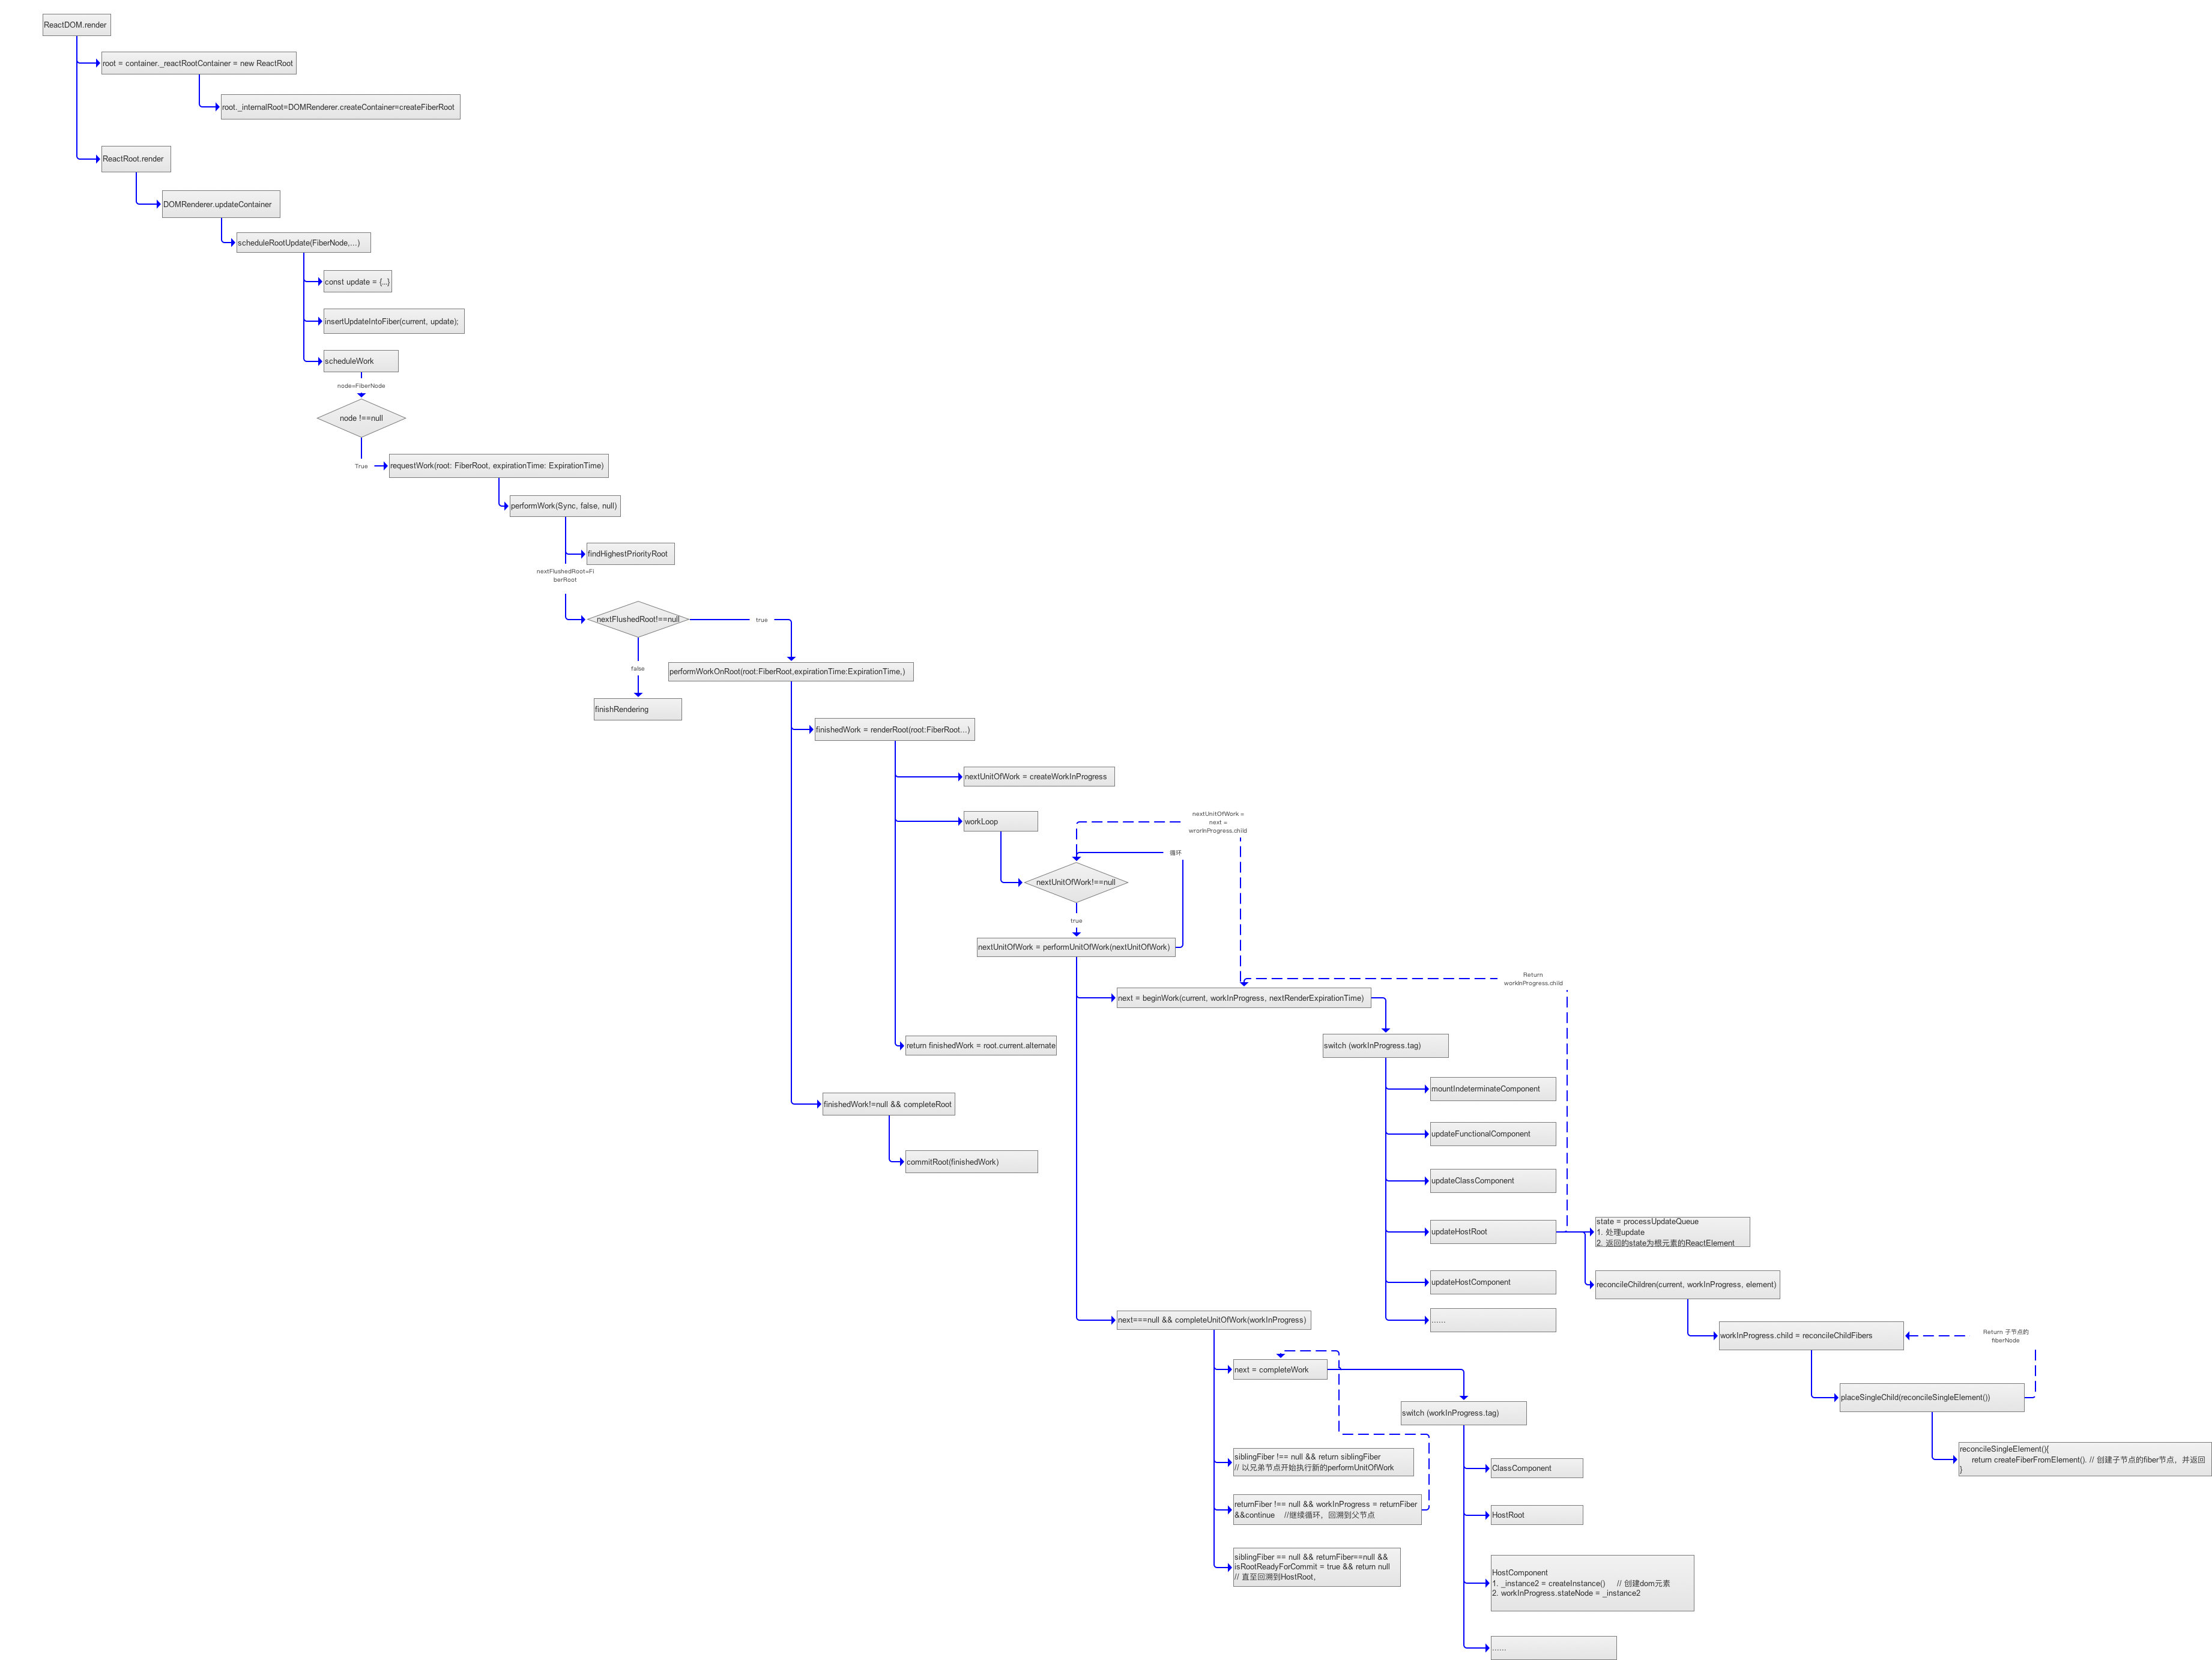 ReactDOM.render
root = container._reactRootContainer = new ReactRoot
root._internalRoot=DOMRenderer.createContainer=createFiberRoot
ReactRoot.render
DOMRenderer.updateContainer
scheduleRootUpdate(FiberNode,...)
const update = {...}
insertUpdateIntoFiber(current, update);
scheduleWork
node=FiberNode
node !==null
True
requestWork(root: FiberRoot, expirationTime: ExpirationTime)
performWork(Sync, false, null)
findHighestPriorityRoot
nextFlushedRoot=Fi
berRoot
nextFlushedRoot!==null
true
false
performWorkOnRoot(root:FiberRoot,expirationTime:ExpirationTime,)
finishRendering
finishedWork = renderRoot(root:FiberRoot...)
nextUnitOfWork = createWorkInProgress
workLoop
nextUnitOfWork =
next =
wrorInProgress.child
循环
nextUnitOfWork!==null
true
nextUnitOfWork = performUnitOfWork(nextUnitOfWork)
Return
workInProgress.child
next = beginWork(current, workInProgress, nextRenderExpirationTime)
return finishedWork = root.current.alternate
switch (workInProgress.tag)
mountIndeterminateComponent
finishedWork!=null && completeRoot
updateFunctionalComponent
commitRoot(finishedWork)
updateClassComponent
updateHostRoot
state = processUpdateQueue
1. 处理update
2. 返回的state为根元素的ReactElement
updateHostComponent
reconcileChildren(current, workInProgress, element)
......
next===null && completeUnitOfWork(workInProgress)
workInProgress.child = reconcileChildFibers
Return 子节点的
fiberNode
next = completeWork
placeSingleChild(reconcileSingleElement())
switch (workInProgress.tag)
reconcileSingleElement(){
return createFiberFromElement(). // 创建子节点的fiber节点，并返回
}
siblingFiber !== null && return siblingFiber
// 以兄弟节点开始执行新的performUnitOfWork
ClassComponent
returnFiber !== null && workInProgress = returnFiber
&&continue //继续循环，回溯到父节点
HostRoot
siblingFiber == null && returnFiber==null &&
isRootReadyForCommit = true && return null
// 直至回溯到HostRoot,
HostComponent
1. _instance2 = createInstance() // 创建dom元素
2. workInProgress.stateNode = _instance2
......